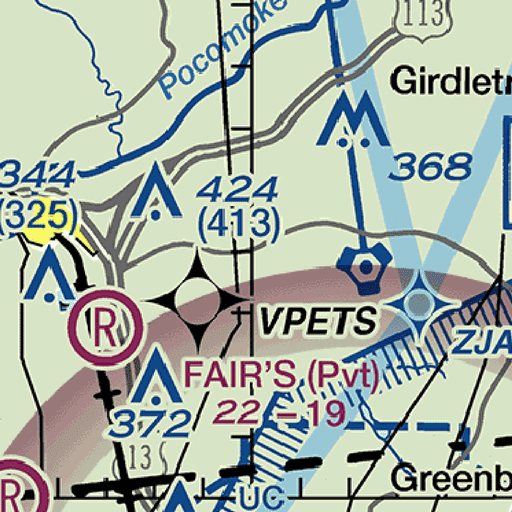 113
Pocomoke
Girdletr
344
(325)
424
(413)
368
R
VPETS
ZJA
FAIR'S (Pvt)
22 – 19
372
13
Greenb
R
UC